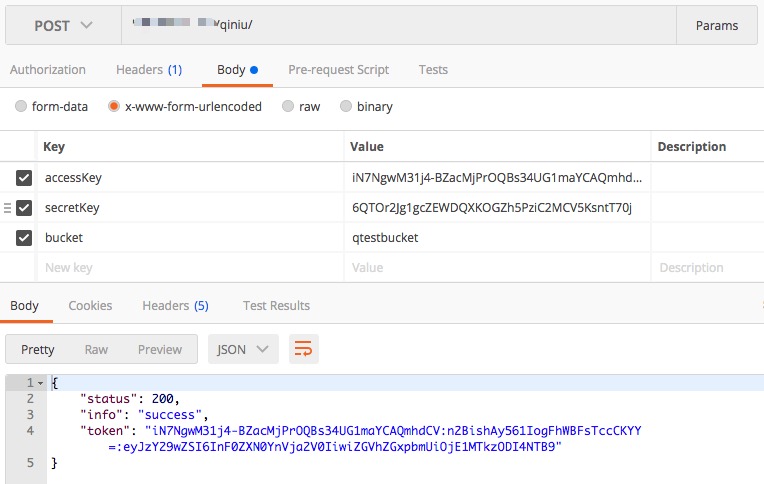 POST /qiniu/ Params
Authorization Headers (1) Body Pre-request Script Tests
form-data x-www-form-urlencoded raw binary
Key Value Description
accessKey iN7NgwM31j4-BZacMjPrOQBs34UG1maYCAQmhd...
secretKey 6QTOr2Jg1gcZEWDQXKOGZh5PziC2MCV5KsntT70j
bucket qtestbucket
New key Value Description
Body Cookies Headers (5) Test Results
Pretty Raw Preview JSON
1 {
2 "status": 200,
3 "info": "success",
4 "token": "iN7NgwM31j4-BZacMjPrOQBs34UG1maYCAQmhdCV:n2BishAy561IogFhWBFsTccCKYY
=:eyJzY29wZSI6InF0ZXN0YnVja2V0IiwiZGVhZGxpbmUiOjE1MTkzODI4NTB9"
5 }